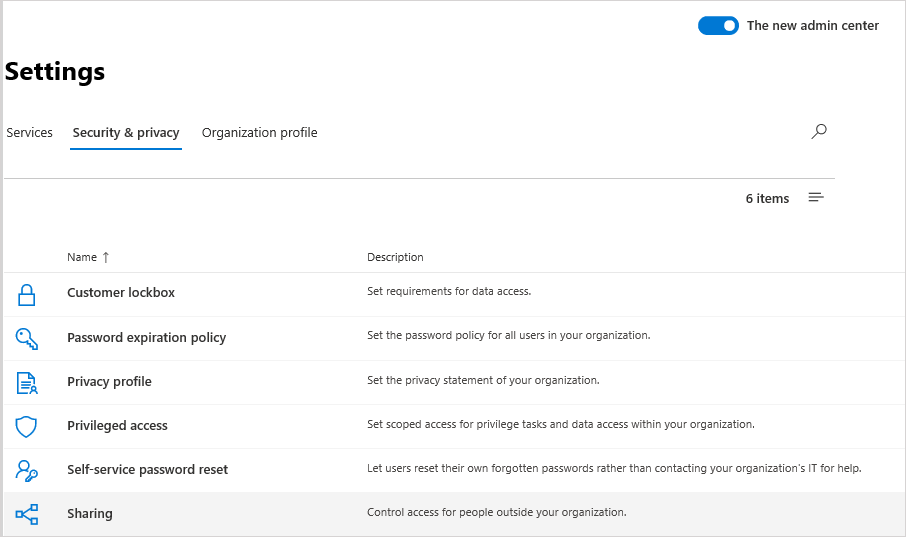 The new admin center
Settings
Services Security & privacy Organization profile
6 items
Name ↑ Description
Customer lockbox Set requirements for data access.
Password expiration policy Set the password policy for all users in your organization.
Privacy profile Set the privacy statement of your organization.
Privileged access Set scoped access for privilege tasks and data access within your organization.
Self-service password reset Let users reset their own forgotten passwords rather than contacting your organization's IT for help.
Sharing Control access for people outside your organization.